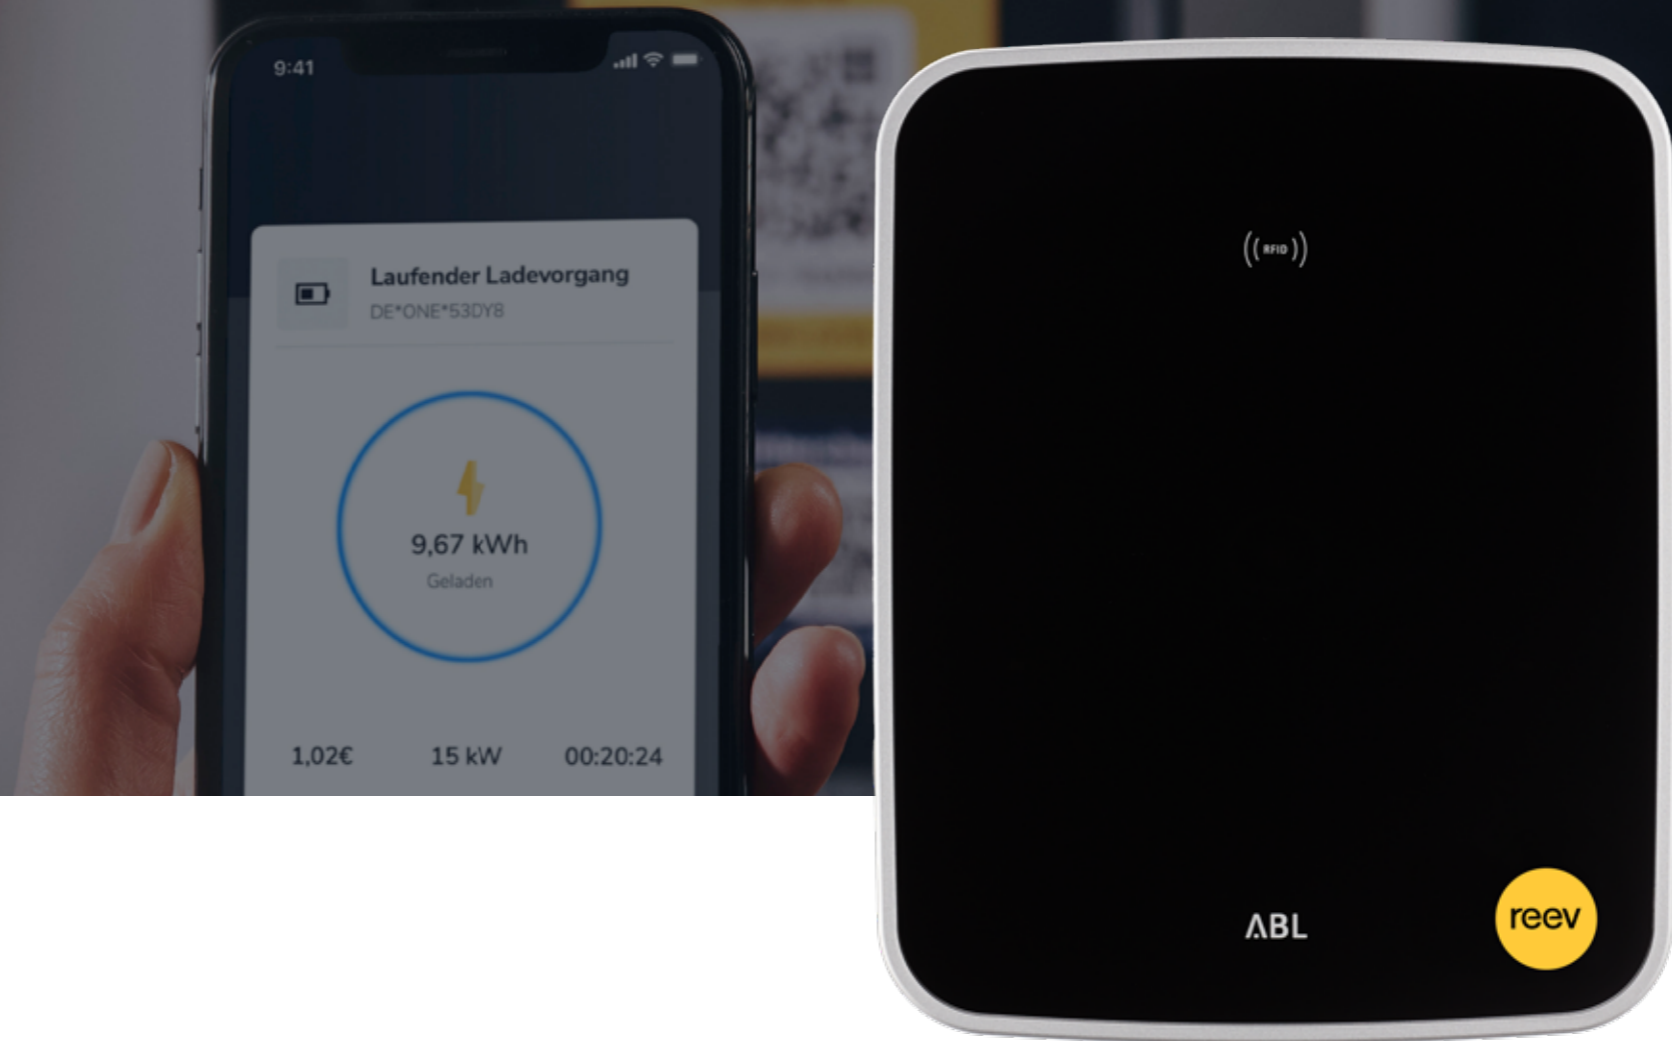 9:41
Laufender Ladevorgang
DE*ONE*53DY8
9,67 kWh
Geladen
1,02€ 15 kW 00:20:24
RFID
ABL
reev